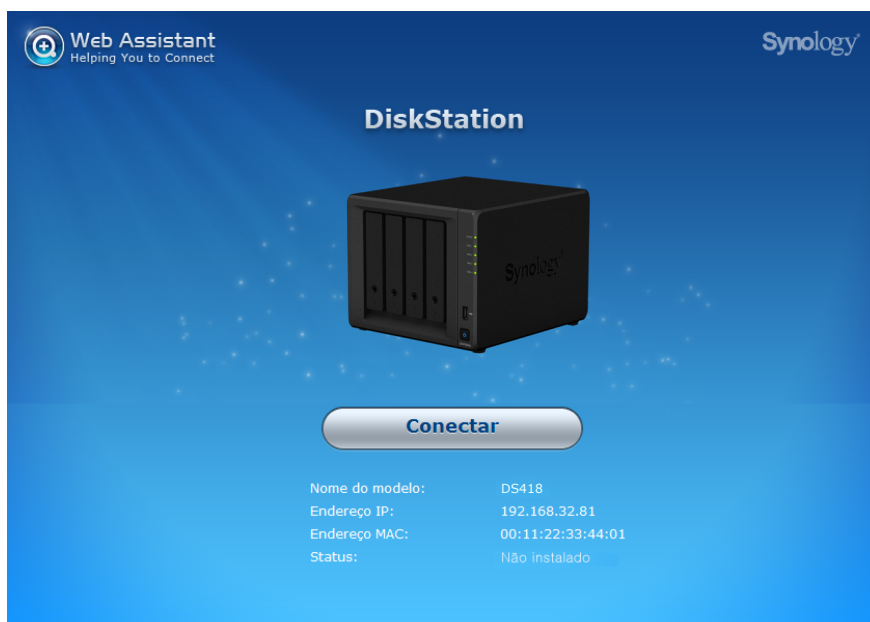 Web Assistant
Helping You to Connect
Synology
DiskStation
Synology
Conectar
Nome do modelo: DS418
Endereço IP: 192.168.32.81
Endereço MAC: 00:11:22:33:44:01
Status: Não instalado